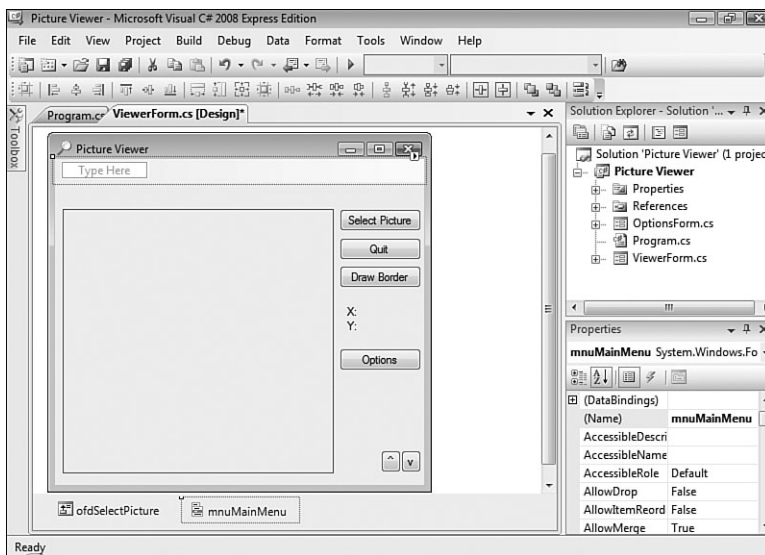 Picture Viewer - Microsoft Visual C# 2008 Express Edition
File Edit View Project Build Debug Data Format Tools Window Help
Toolbox
Program.cs ViewerForm.cs [Design]*
Picture Viewer
Type Here
Select Picture
Quit
Draw Border
X:
Y:
Options
ofdSelectPicture mnuMainMenu
Solution Explorer - Solution '...
Solution 'Picture Viewer' (1 projec
Picture Viewer
Properties
References
OptionsForm.cs
Program.cs
ViewerForm.cs
Properties
mnuMainMenu System.Windows.Fo
(DataBindings)
(Name) mnuMainMenu
AccessibleDescri
AccessibleName
AccessibleRole Default
AllowDrop False
AllowItemReord False
AllowMerge True
Ready